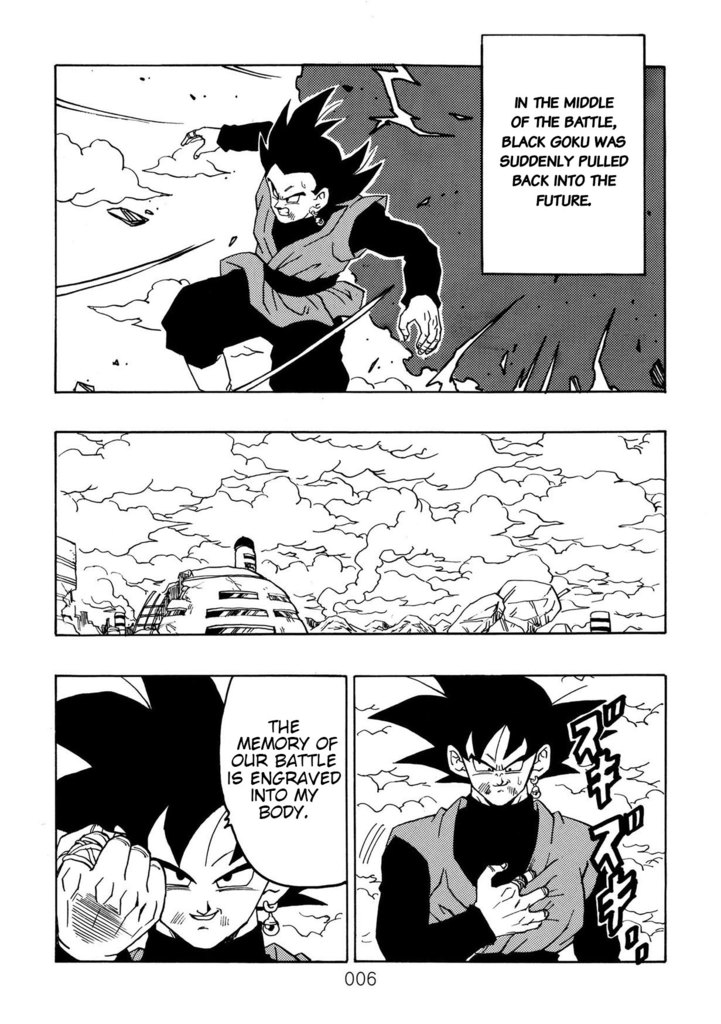 IN THE MIDDLE
OF THE BATTLE,
BLACK GOKU WAS
SUDDENLY PULLED
BACK INTO THE
FUTURE.
ズキ
ズキ…
THE
MEMORY OF
OUR BATTLE
IS ENGRAVED
INTO MY
BODY.
006